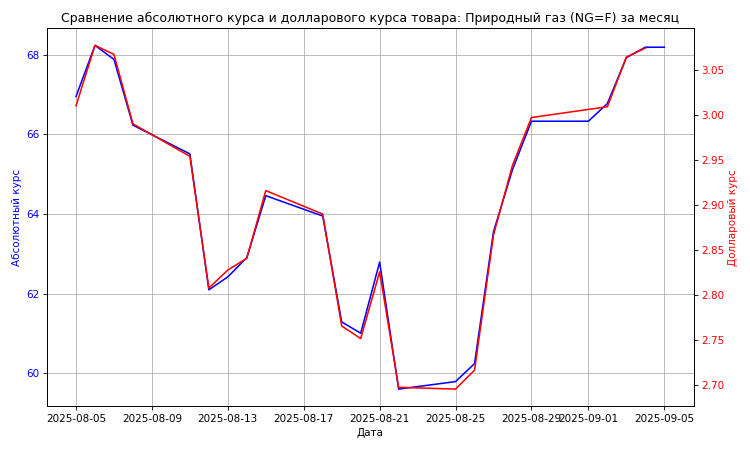 Сравнение абсолютного курса и долларового курса товара: Природный газ (NG=F) за месяц
68
66
64
62
60
Абсолютный курс
3.05
3.00
2.95
2.90
2.85
2.80
2.75
2.70
Долларовый курс
2025-08-05 2025-08-09 2025-08-13 2025-08-17 2025-08-21 2025-08-25 2025-08-29 2025-09-01 2025-09-05
Дата